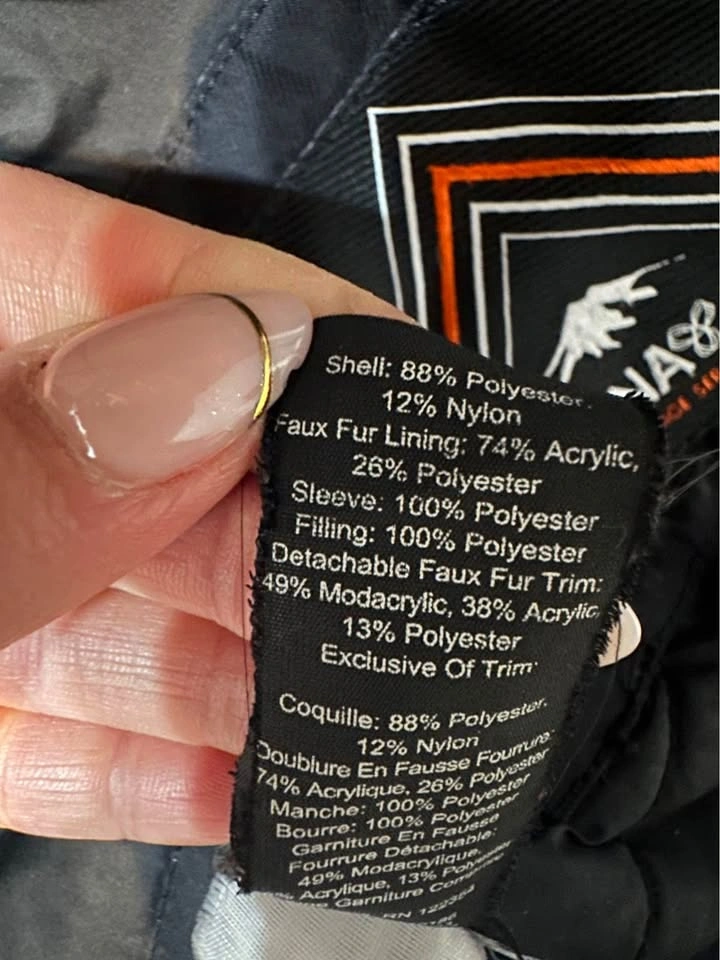 Shell: 88% Polyester.
12% Nylon
Faux Fur Lining: 74% Acrylic,
26% Polyester
Sleeve: 100% Polyester
Filling: 100% Polyester
Detachable Faux Fur Trim:
49% Modacrylic, 38% Acrylic,
13% Polyester
Exclusive Of Trim
Coquille: 88% Polyester.
12% Nylon
Doublure En Fausse Fourrure:
74% Acrylique, 26% Polyester
Manche: 100% Polyester
Bourre: 100% Polyester
Garniture En Fausse
Fourrure Détachable:
49% Modacrylique,
% Acrylique, 13% Polyester
Garniture
RN
NA